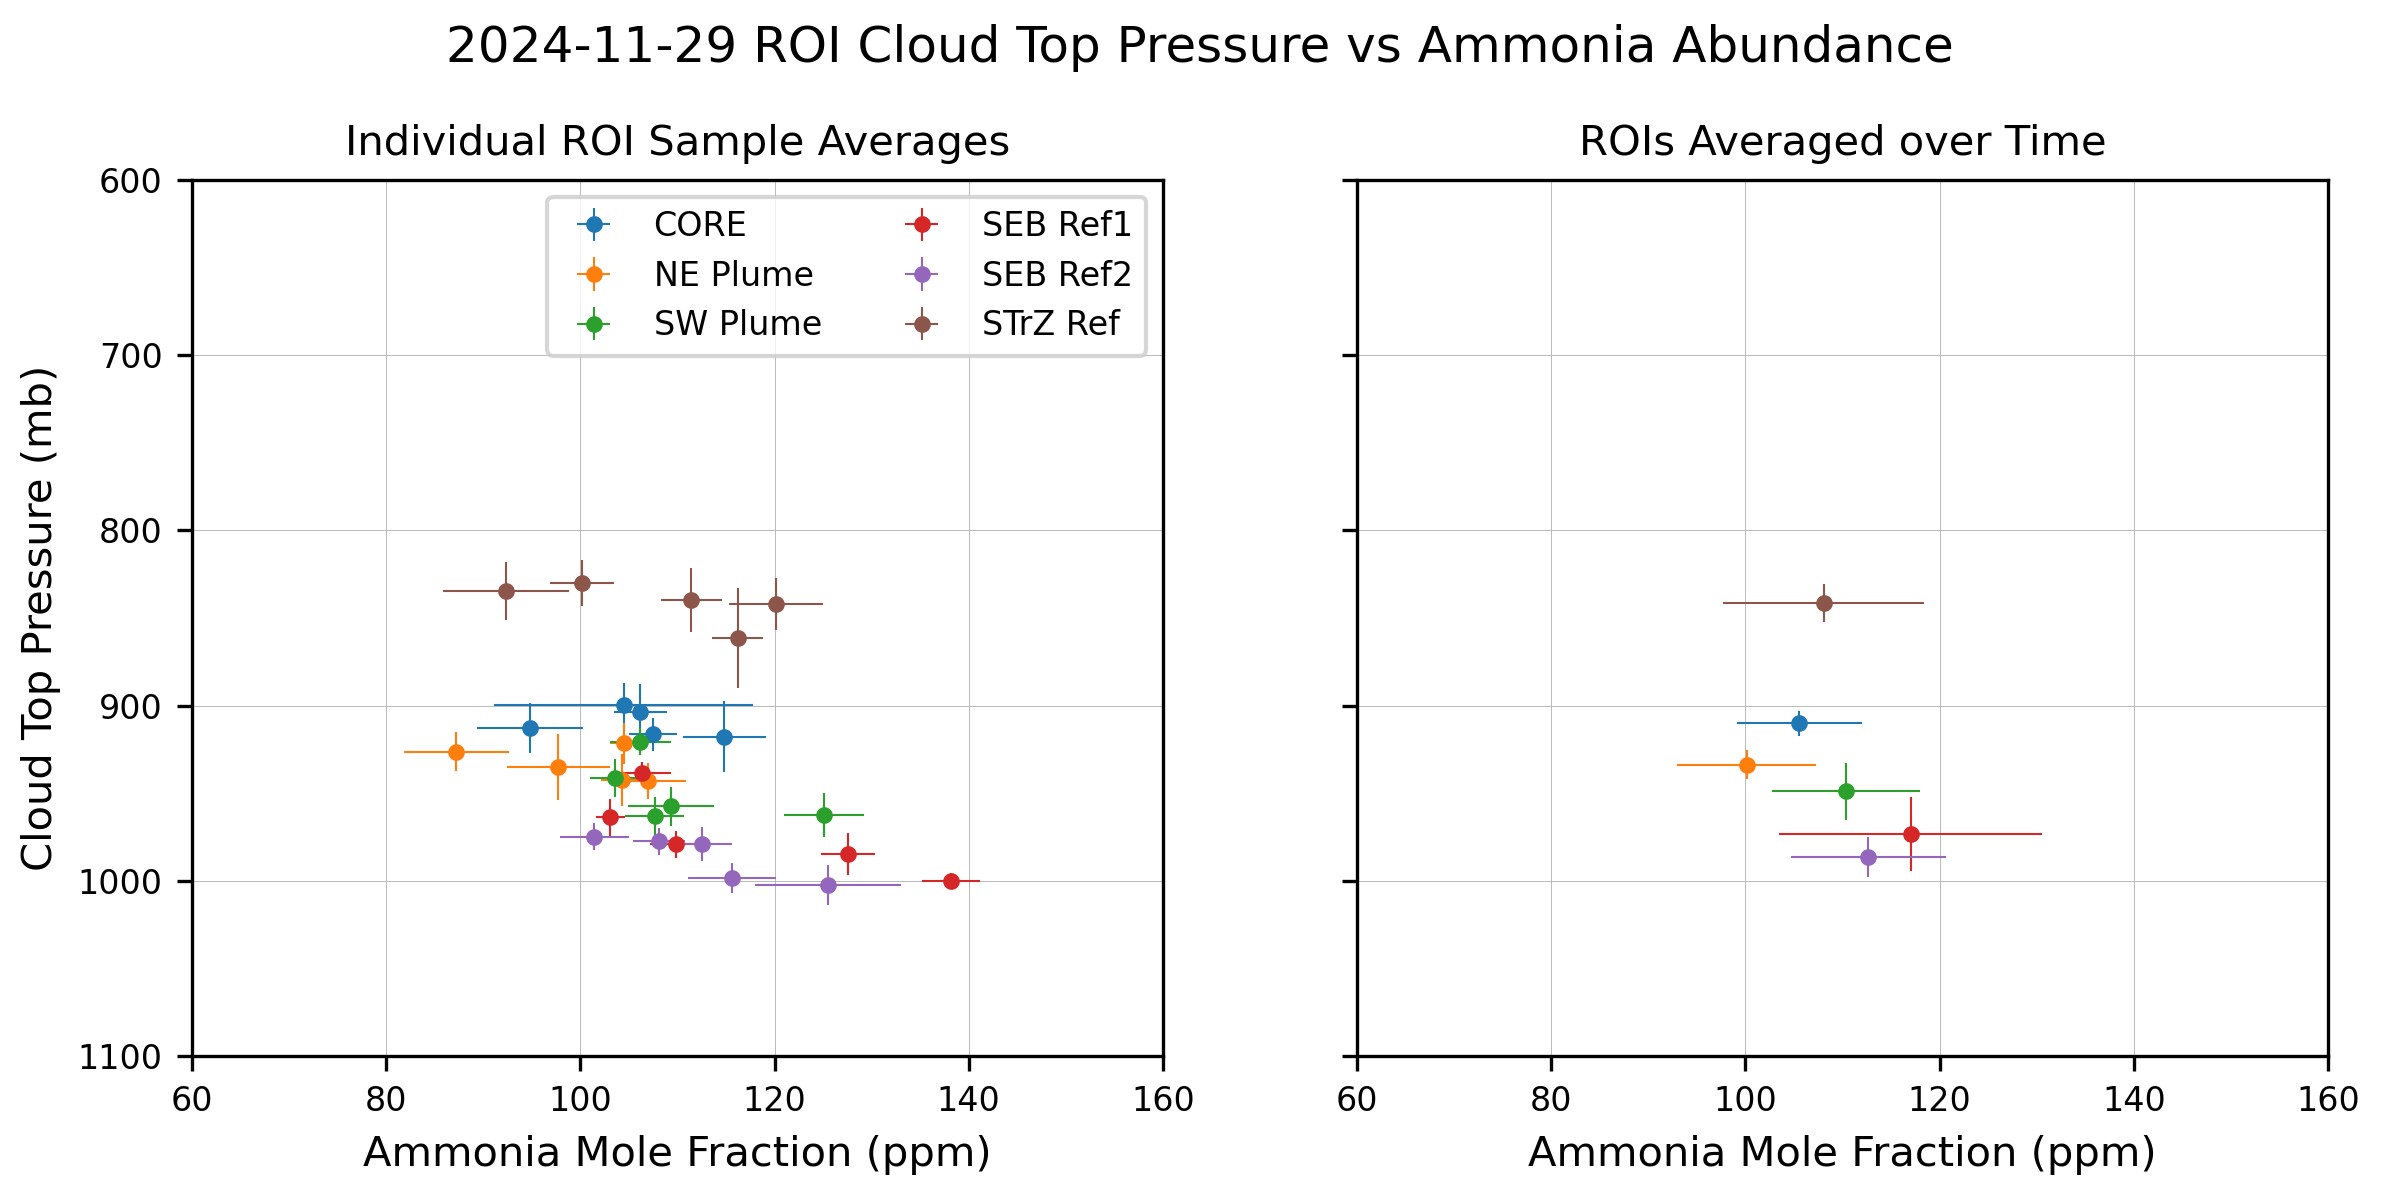 2024-11-29 ROI Cloud Top Pressure vs Ammonia Abundance
Individual ROI Sample Averages
ROIs Averaged over Time
CORE
NE Plume
SW Plume
SEB Ref1
SEB Ref2
STrZ Ref
Cloud Top Pressure (mb)
600
700
800
900
1000
1100
60 80 100 120 140 160
60 80 100 120 140 160
Ammonia Mole Fraction (ppm)
Ammonia Mole Fraction (ppm)